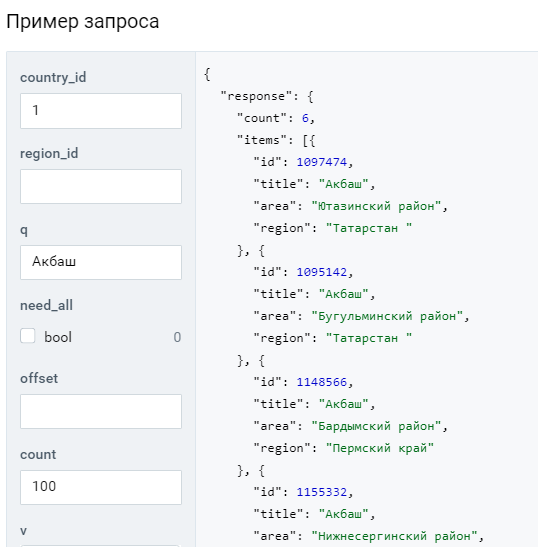 Пример запроса
country_id
1
region_id
q
Акбаш
need_all
bool 0
offset
count
100
v
{
"response": {
"count": 6,
"items": [{
"id": 1097474,
"title": "Акбаш",
"area": "Ютазинский район",
"region": "Татарстан "
}, {
"id": 1095142,
"title": "Акбаш",
"area": "Бугульминский район",
"region": "Татарстан "
}, {
"id": 1148566,
"title": "Акбаш",
"area": "Бардымский район",
"region": "Пермский край"
}, {
"id": 1155332,
"title": "Акбаш",
"area": "Нижнесергинский район",